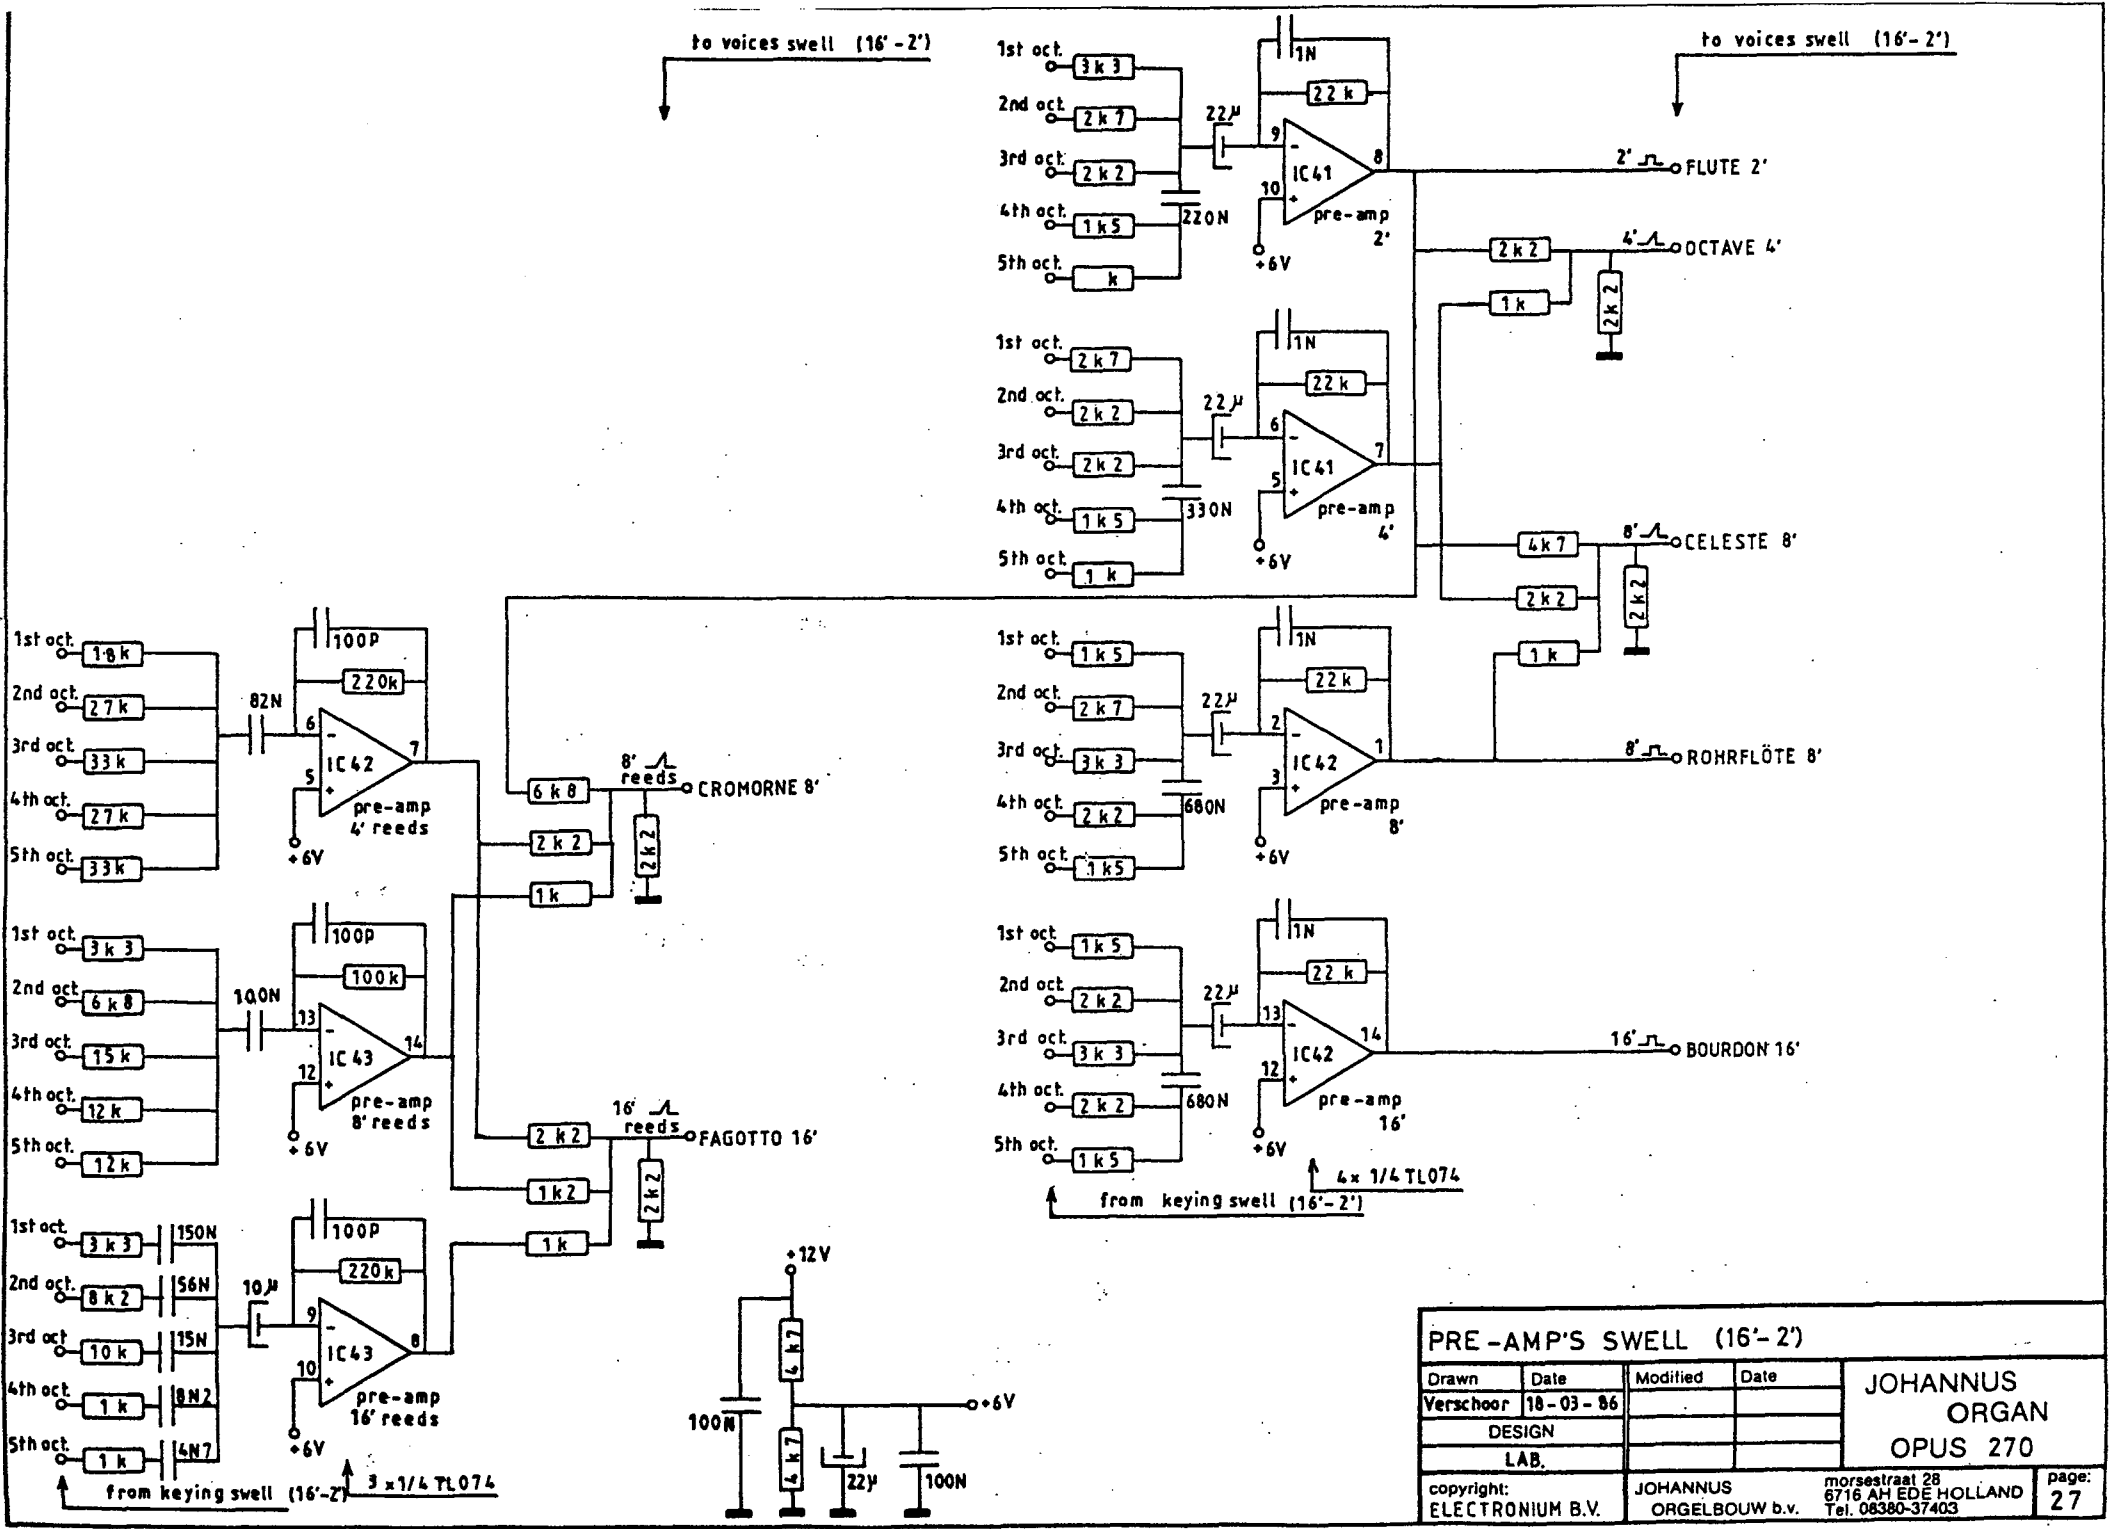 to voices swell (16'-2')
to voices swell (16'-2')
1st oct.
3k3
2nd oct.
2k7
3rd oct.
2k2
4th oct.
1k5
5th oct.
k
220N
22µ
1N
22k
9
10
8
IC41
pre-amp
2'
+6V
2'
FLUTE 2'
2k2
1k
2k2
4'
OCTAVE 4'
1st oct.
2k7
2nd oct.
2k2
3rd oct.
2k2
4th oct.
1k5
5th oct.
1k
330N
22µ
1N
22k
6
5
7
IC41
pre-amp
4'
+6V
4k7
2k2
1k
2k2
8'
CELESTE 8'
1st oct.
1k5
2nd oct.
2k7
3rd oct.
3k3
4th oct.
2k2
5th oct.
1k5
680N
22µ
1N
22k
2
3
1
IC42
pre-amp
8'
+6V
8'
ROHRFLÖTE 8'
1st oct.
1k5
2nd oct.
2k2
3rd oct.
3k3
4th oct.
2k2
5th oct.
1k5
680N
22µ
1N
22k
13
12
14
IC42
pre-amp
16'
+6V
16'
BOURDON 16'
4x 1/4 TL074
from keying swell (16'-2')
1st oct.
18k
2nd oct.
27k
3rd oct.
33k
4th oct.
27k
5th oct.
33k
82N
100P
220k
6
5
7
IC42
pre-amp
4' reeds
+6V
6k8
2k2
1k
2k2
8'
reeds
CROMORNE 8'
1st oct.
3k3
2nd oct.
6k8
3rd oct.
15k
4th oct.
12k
5th oct.
12k
100N
100P
100k
13
12
14
IC43
pre-amp
8' reeds
+6V
2k2
1k2
1k
2k2
16'
reeds
FAGOTTO 16'
1st oct.
3k3
150N
2nd oct.
8k2
56N
3rd oct
10k
15N
4th oct.
1k
8N2
5th oct.
1k
4N7
10µ
100P
220k
9
10
8
IC43
pre-amp
16' reeds
+6V
3 x 1/4 TL074
from keying swell (16'-2')
+12V
4k7
4k7
100N
22µ
100N
+6V
PRE-AMP'S SWELL (16'-2')
Drawn
Date
Modified
Date
Verschoor
18-03-86
DESIGN
LAB.
JOHANNUS
ORGAN
OPUS 270
copyright:
ELECTRONIUM B.V.
JOHANNUS
ORGELBOUW b.v.
morsestraat 28
6716 AH EDE HOLLAND
Tel. 08380-37403
page:
27